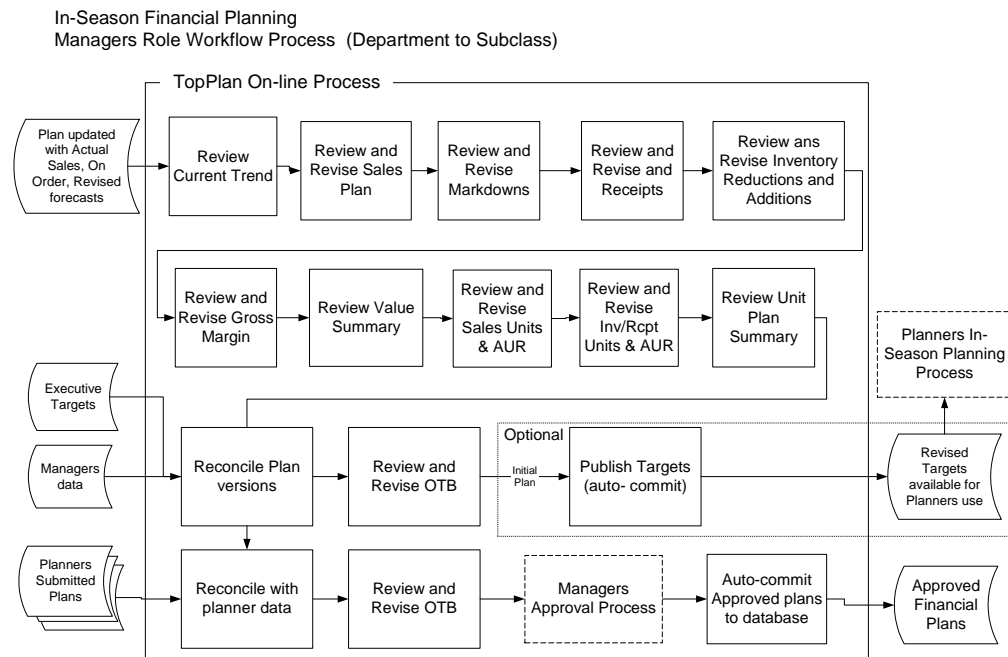 In-Season Financial Planning
Managers Role Workflow Process  (Department to Subclass)
TopPlan On-line Process
Plan updated
with Actual
Sales, On
Order, Revised
forecasts
Review
Current Trend
Review and
Revise Sales
Plan
Review and
Revise
Markdowns
Review and
Revise and
Receipts
Review ans
Revise Inventory
Reductions and
Additions
Review and
Revise Gross
Margin
Review Value
Summary
Review and
Revise
Sales Units
& AUR
Review and
Revise
Inv/Rcpt
Units & AUR
Review Unit
Plan
Summary
Planners In-
Season Planning
Process
Executive
Targets
Managers
data
Reconcile Plan
versions
Review and
Revise OTB
Optional
Initial
Plan
Publish Targets
(auto- commit)
Revised
Targets
available for
Planners use
Planners
Submitted
Plans
Reconcile with
planner data
Review and
Revise OTB
Managers
Approval Process
Auto-commit
Approved plans
to database
Approved
Financial
Plans